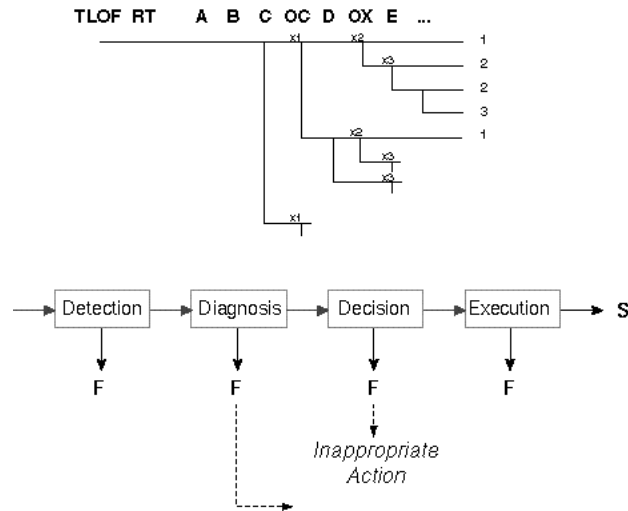 TLOF RT A B C OC D OX E ...
x1 x2 1
x3 2
2
3
x2 1
x3
x3
x1
Detection Diagnosis Decision Execution S
F F F F
Inappropriate
Action